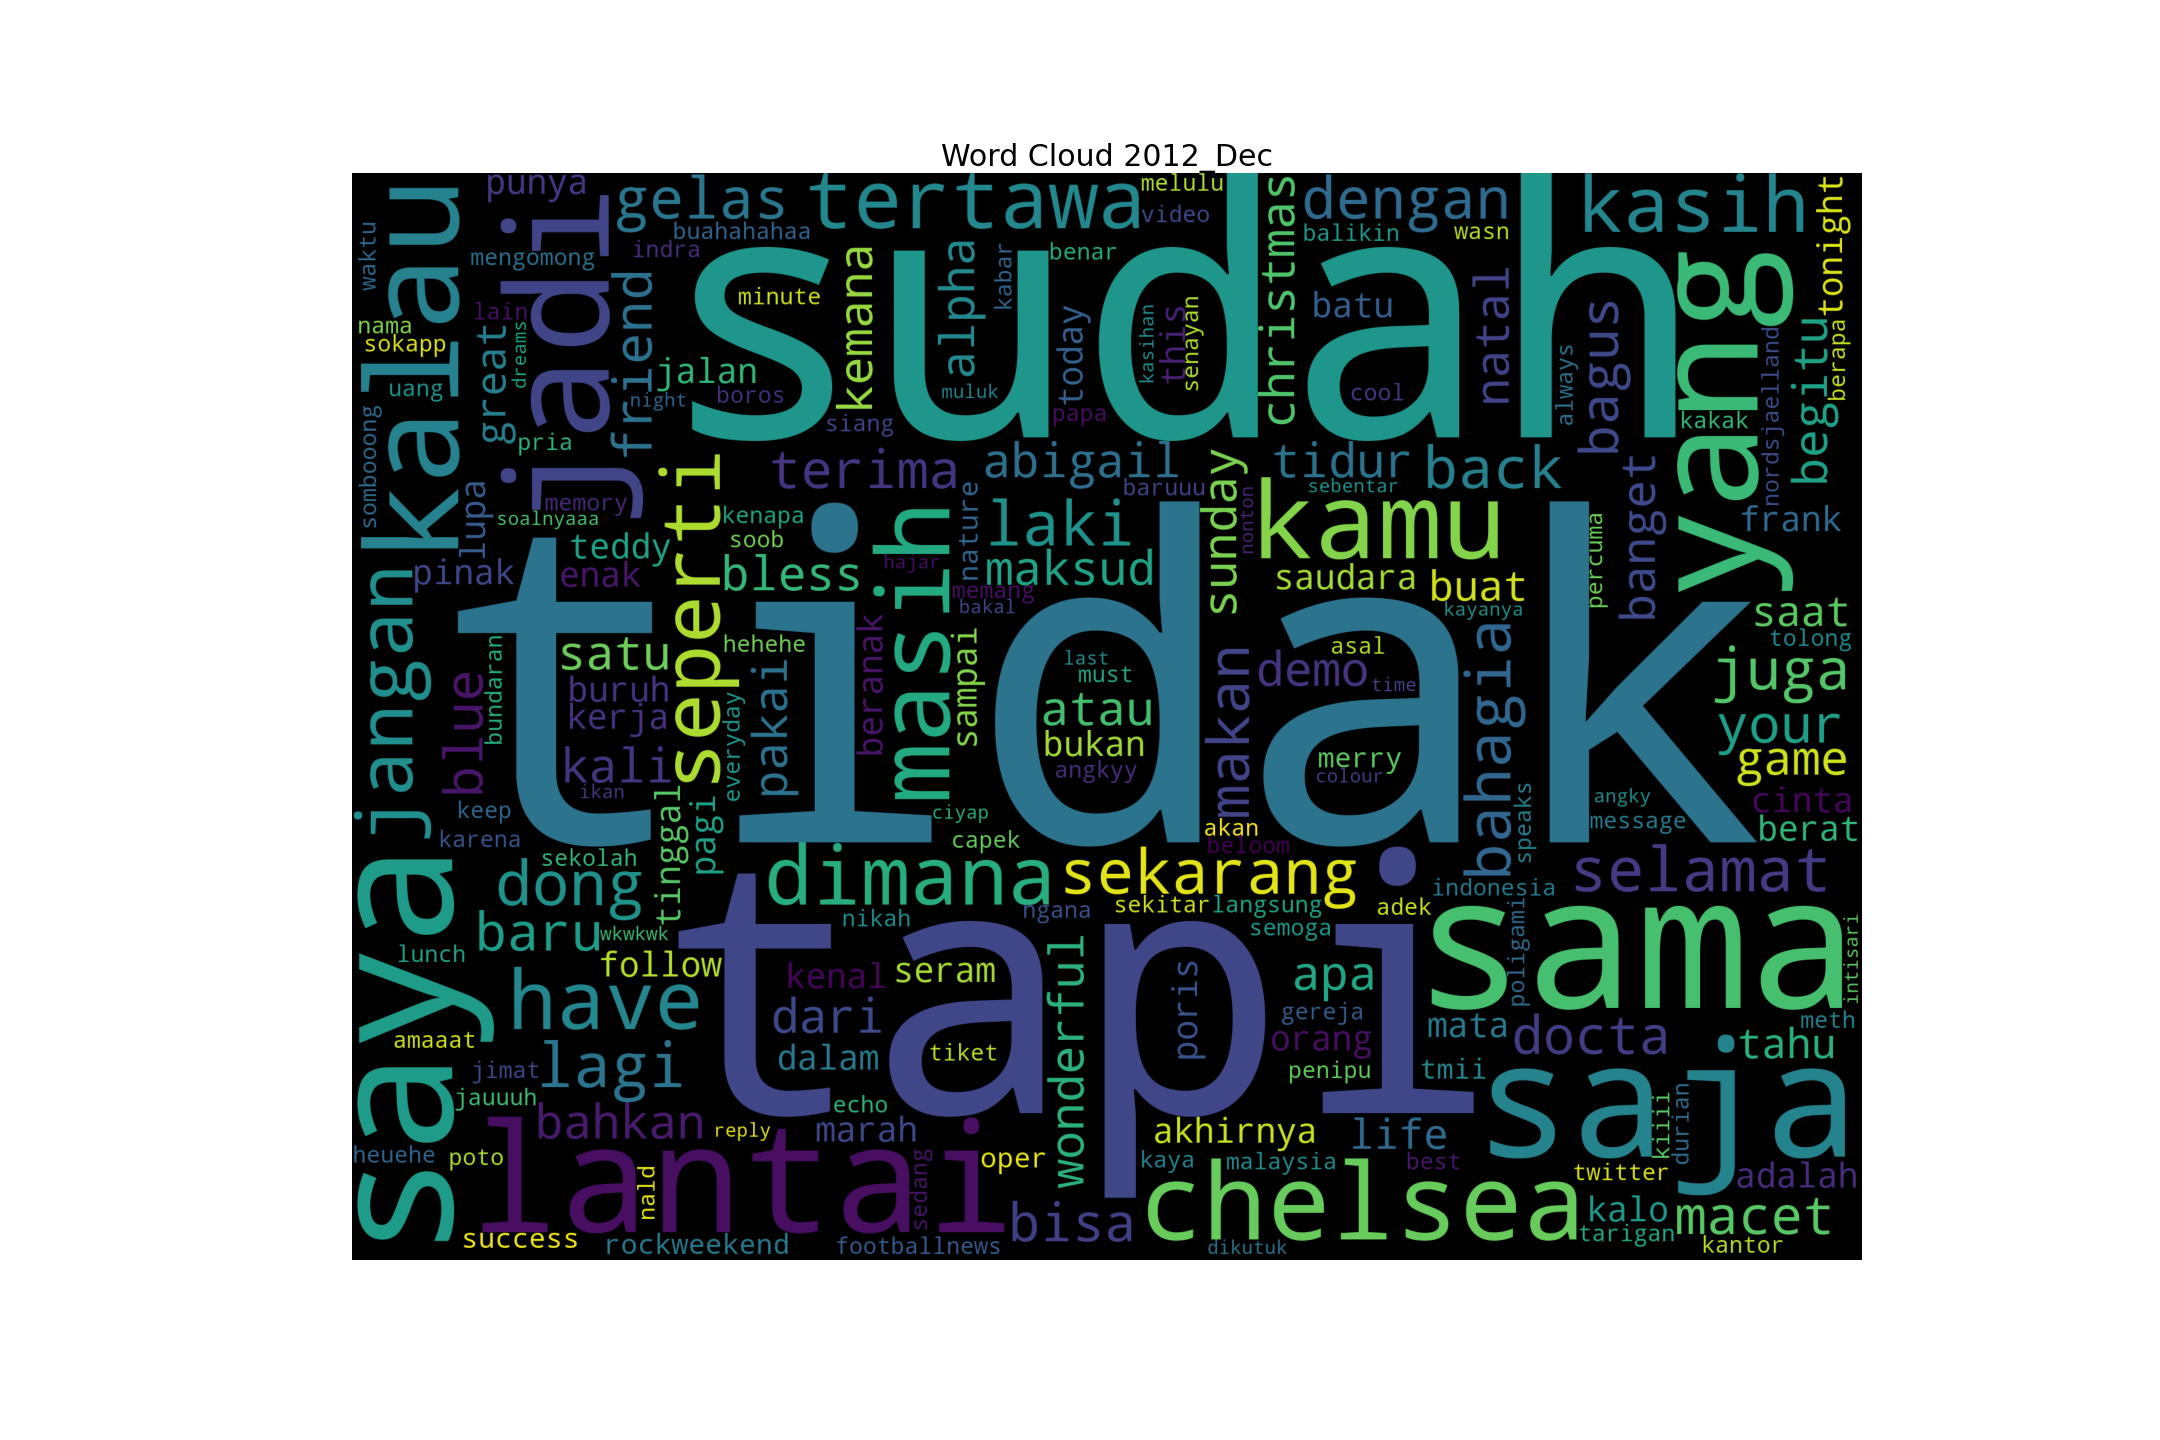 Word Cloud 2012_Dec
punya
gelas
tertawa
melulu
video
dengan
kasih
tonight
waktu
kalau
mengomong
jadi
buahahahaa
indra
sudah
kemana
alpha
kabar
benar
christmas
balikin
wasn
yang
nama
sokapp
lain
great
dreams
friend
minute
today
kasihan
this
senayan
batu
natal
bagus
begitu
berapa
uang
jalan
boros
night
muluk
cool
always
kakak
nordsjaelland
sombooong
pria
siang
papa
lupa
memory
soalnyaaa
seperti
terima
abigail
baruuu
tidur
sebentar
back
banget
frank
teddy
kenapa
soob
masih
nature
laki
sunday
nonton
kamu
percuma
pinak
enak
bless
hajar
maksud
memang
bakal
saudara
buat
kayanya
saat
tolong
jangan
tidak
bundaran
satu
hehehe
beranak
sampai
last
must
asal
bahagia
juga
blue
buruh
kerja
everyday
pakai
atau
bukan
angkyy
makan
demo
time
merry
colour
your
game
kali
ikan
keep
karena
tinggal
pagi
ciyap
capek
akan
beloom
speaks
angky
message
cinta
berat
saya
sekolah
dong
dimana
sekarang
selamat
nikah
ngana
sekitar
langsung
adek
indonesia
baru
wkwkwk
semoga
sama
poligami
intisari
lunch
follow
tapi
kenal
seram
wonderful
apa
have
dari
poris
gereja
orang
mata
docta
meth
amaaat
jimat
lagi
dalam
tiket
penipu
tmii
tahu
jauuuh
saja
echo
bahkan
reply
marah
akhirnya
life
kiiii
durian
heuehe
poto
lantai
nald
sedang
oper
kaya
malaysia
best
twitter
adalah
success
rockweekend
footballnews
bisa
chelsea
dikutuk
kalo
tarigan
macet
kantor